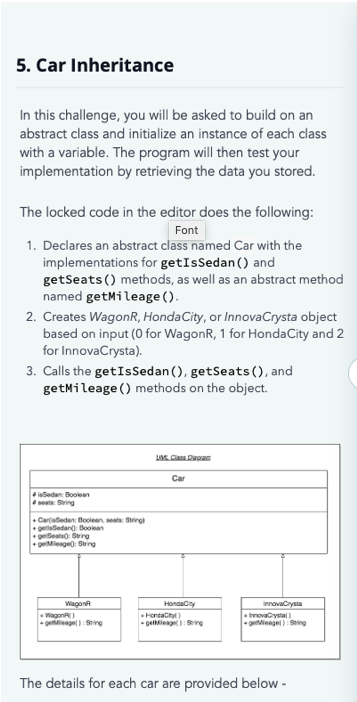 5. Car Inheritance
In this challenge, you will be asked to build on an
abstract class and initialize an instance of each class
with a variable. The program will then test your
implementation by retrieving the data you stored.
The locked code in the editor does the following:
Font
1. Declares an abstract class named Car with the
implementations for getIsSedan() and
getSeats() methods, as well as an abstract method
named getMileage().
2. Creates WagonR, HondaCity, or InnovaCrysta object
based on input (0 for WagonR, 1 for HondaCity and 2
for InnovaCrysta).
3. Calls the getIsSedan(), getSeats(), and
getMileage() methods on the object.
UML Class Diagram
Car
# isSedan: Boolean
# seats: String
+ Car(isSedan: Boolean, seats: String)
+ getIsSedan(): Boolean
+ getSeats(): String
+ getMileage(): String
WagonR
+ WagonR( )
+ getMileage( ) : String
HondaCity
+ HondaCity( )
+ getMileage( ) : String
InnovaCrysta
+ InnovaCrysta( )
+ getMileage( ) : String
The details for each car are provided below -